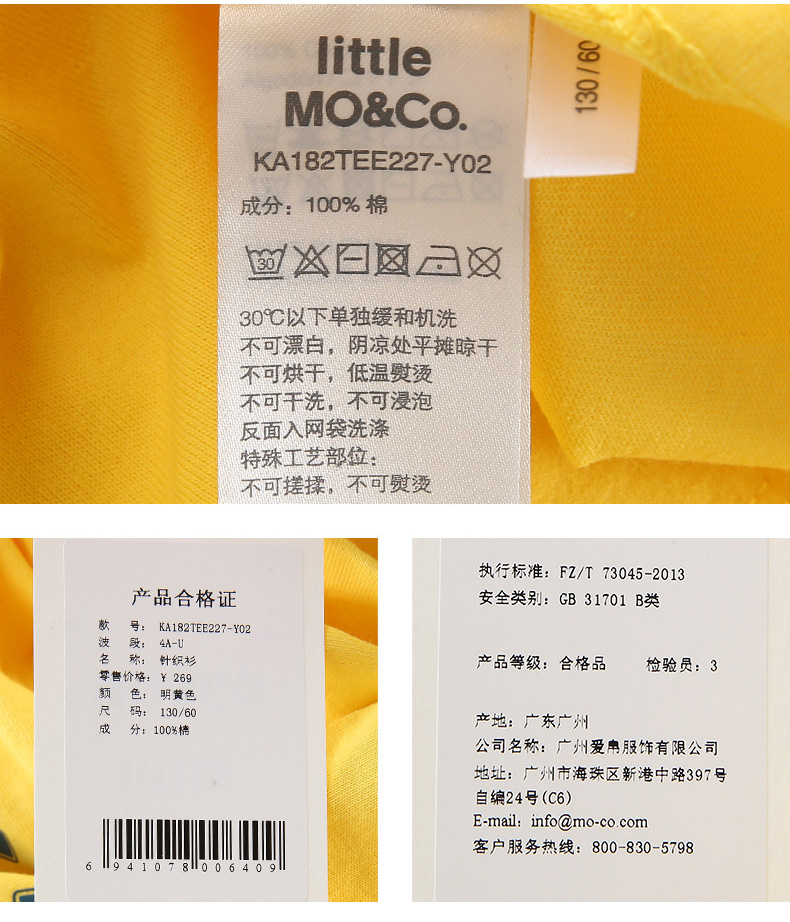 little
MO&Co.
130 / 60
KA182TEE227-Y02
成分：100% 棉
30
30℃以下单独缓和机洗
不可漂白，阴凉处平摊晾干
不可烘干，低温熨烫
不可干洗，不可浸泡
反面入网袋洗涤
特殊工艺部位：
不可搓揉，不可熨烫
产品合格证
款 号：KA182TEE227-Y02
波 段：4A-U
名 称：针织衫
零售价格：¥ 269
颜 色：明黄色
尺 码：130/60
成 分：100%棉
6 941078 006409
执行标准：FZ/T 73045-2013
安全类别：GB 31701 B类
产品等级：合格品 检验员：3
产地：广东广州
公司名称：广州爱帛服饰有限公司
地址：广州市海珠区新港中路397号
自编24号(C6)
E-mail：info@mo-co.com
客户服务热线：800-830-5798